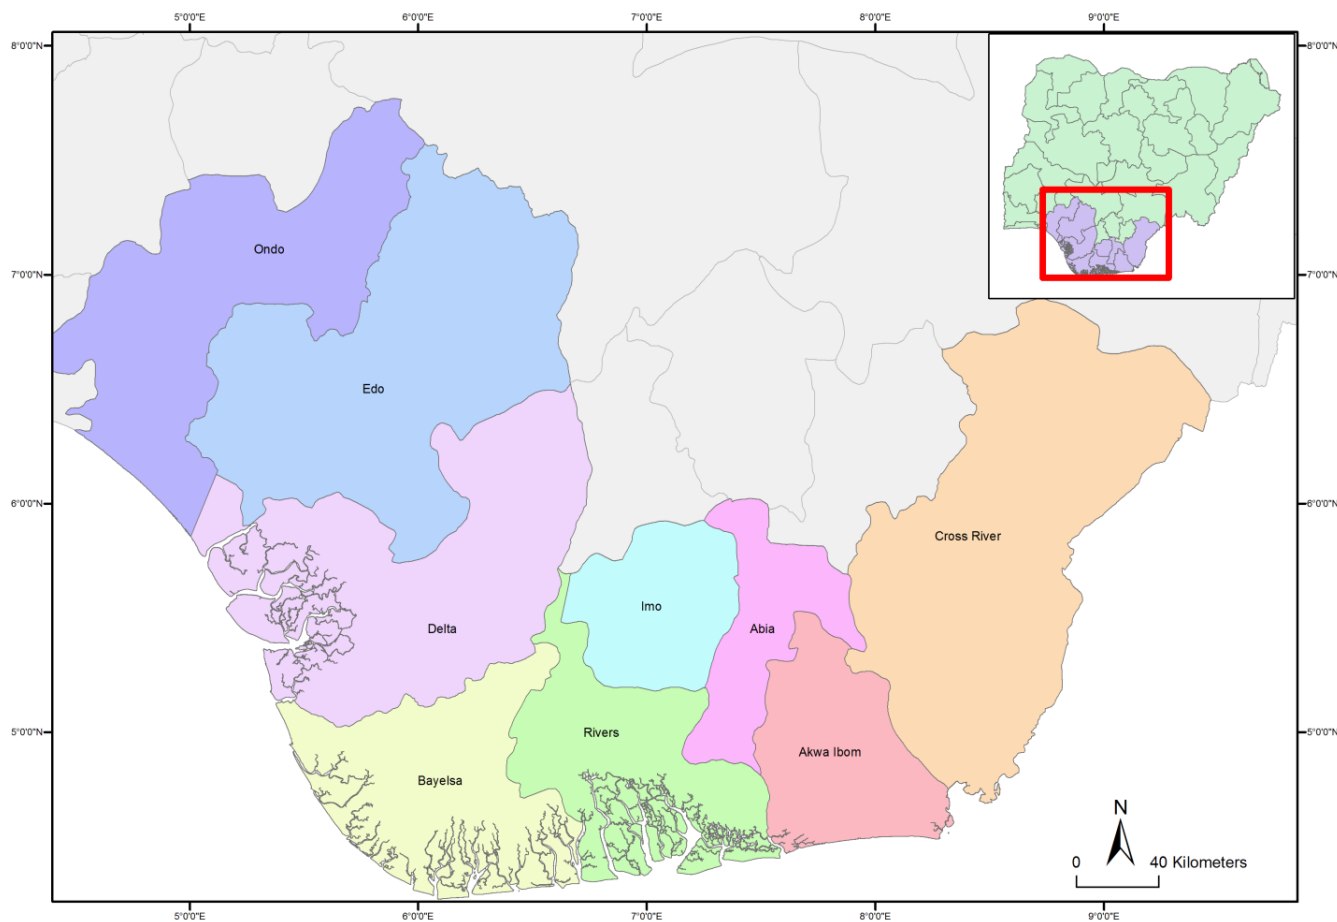 5°0'0"E 6°0'0"E 7°0'0"E 8°0'0"E 9°0'0"E
8°0'0"N 8°0'0"N
Ondo
7°0'0"N 7°0'0"N
Edo
6°0'0"N 6°0'0"N
Cross River
Imo
Abia
Delta
5°0'0"N 5°0'0"N
Rivers
Akwa Ibom
Bayelsa
N
0 40 Kilometers
5°0'0"E 6°0'0"E 7°0'0"E 8°0'0"E 9°0'0"E